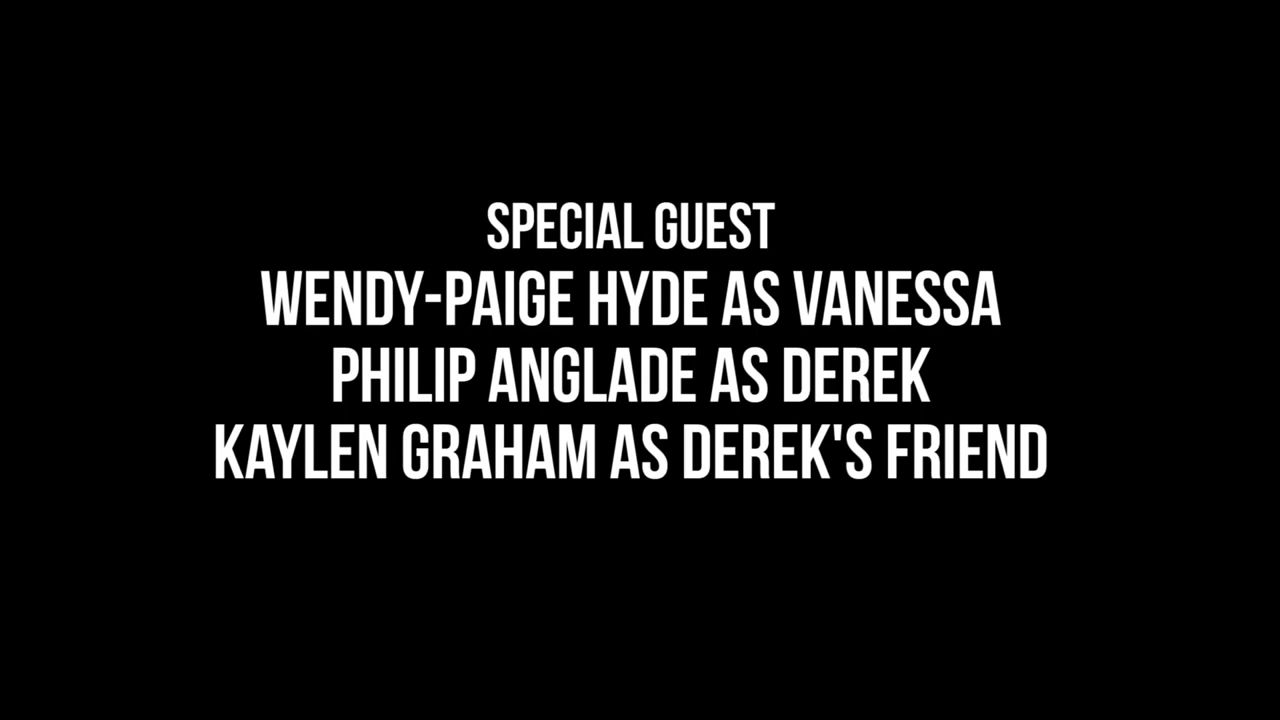 SPECIAL GUEST
WENDY-PAIGE HYDE AS VANESSA
PHILIP ANGLADE AS DEREK
KAYLEN GRAHAM AS DEREK'S FRIEND